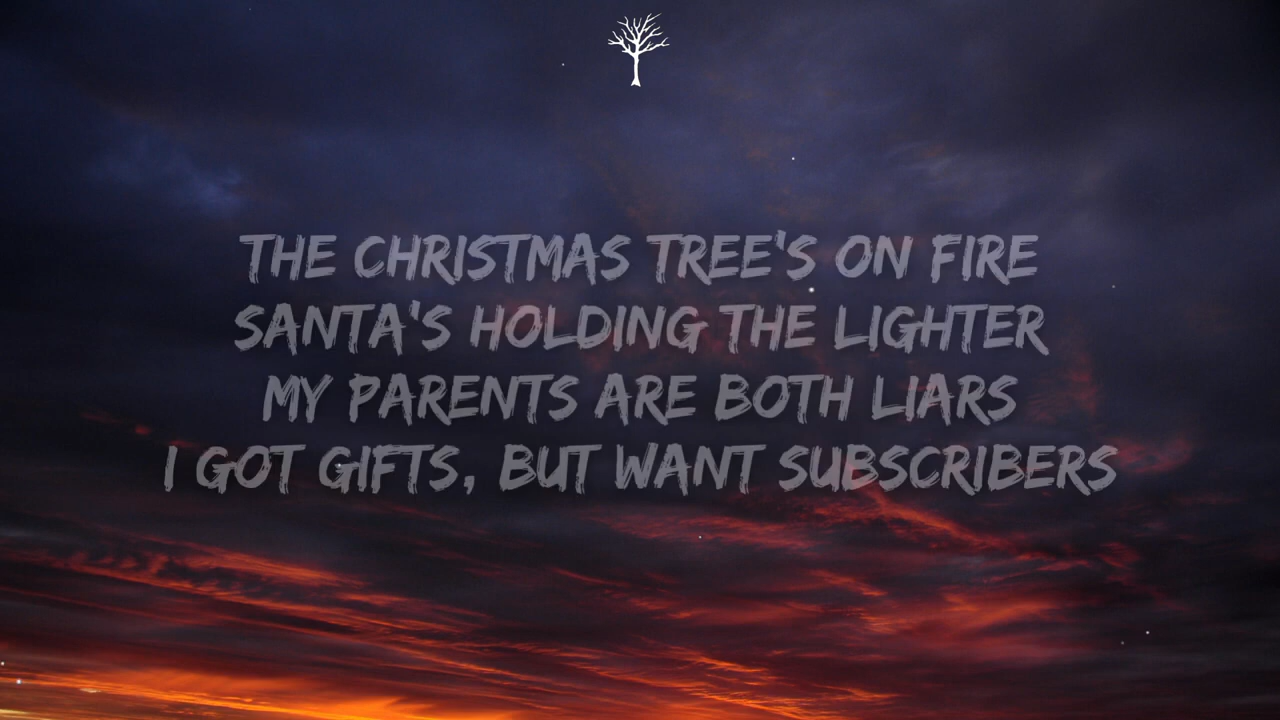 THE CHRISTMAS TREE'S ON FIRE
SANTA'S HOLDING THE LIGHTER
MY PARENTS ARE BOTH LIARS
I GOT GIFTS, BUT WANT SUBSCRIBERS